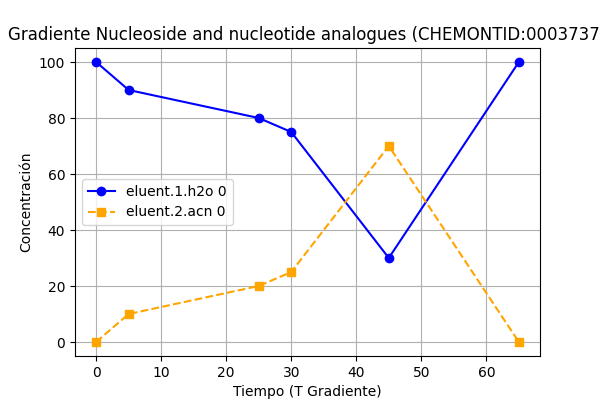 Gradiente Nucleoside and nucleotide analogues (CHEMONTID:0003737
100
80
60
40
20
0
Concentración
eluent.1.h2o 0
eluent.2.acn 0
0 10 20 30 40 50 60
Tiempo (T Gradiente)